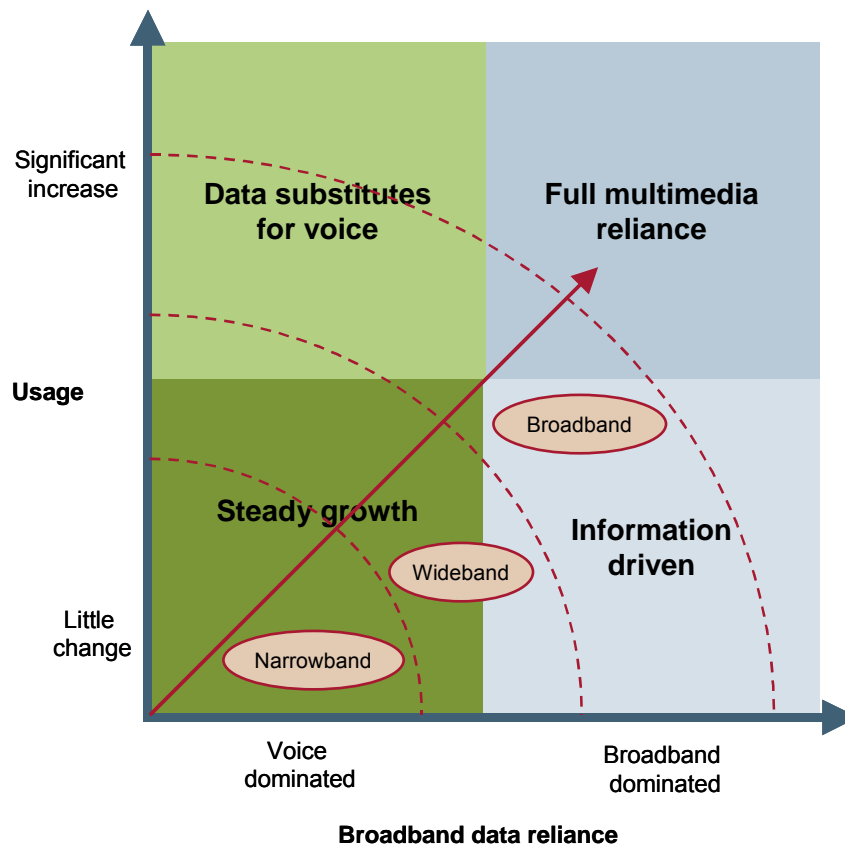 Significant
increase
Data substitutes
for voice
Full multimedia
reliance
Usage
Broadband
Steady growth
Information
driven
Wideband
Little
change
Narrowband
Voice
dominated
Broadband
dominated
Broadband data reliance